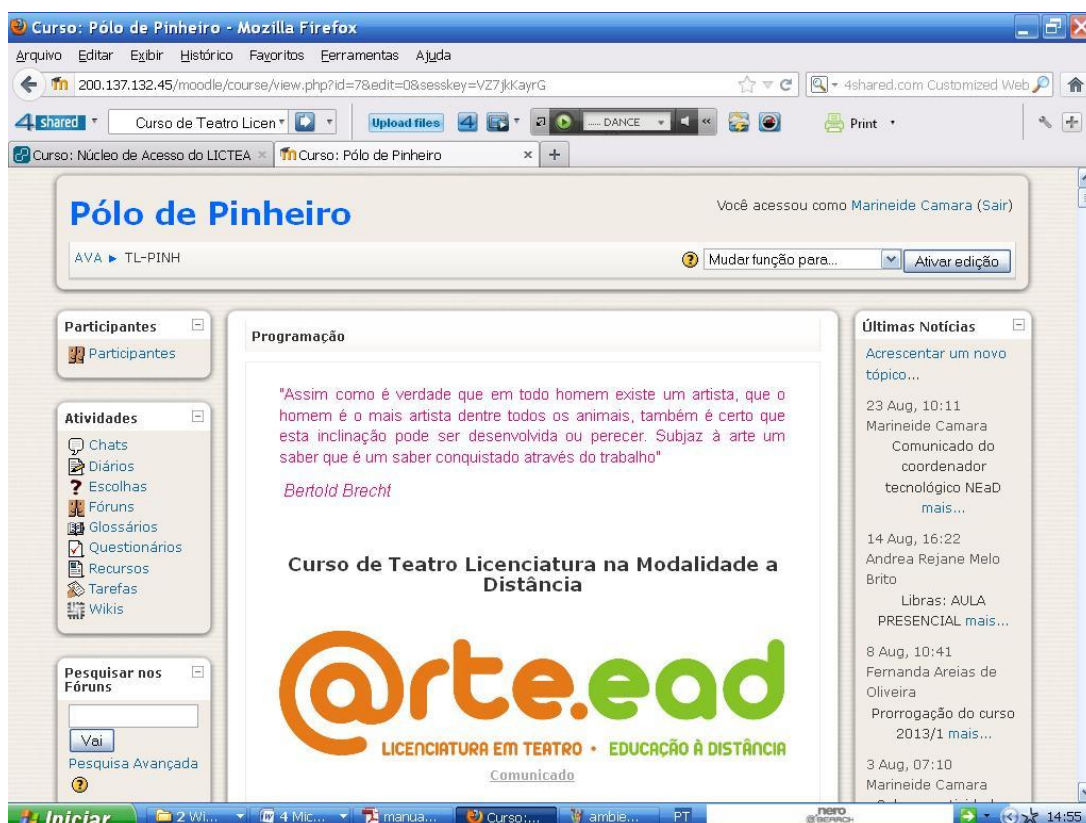 Curso: Pólo de Pinheiro - Mozilla Firefox
Arquivo Editar Exibir Histórico Favoritos Ferramentas Ajuda
200.137.132.45/moodle/course/view.php?id=7&edit=0&sesskey=VZ7jkKayrG
4shared.com Customized Web
4 shared Curso de Teatro Licen Upload files 4 ..... DANCE Print
Curso: Núcleo de Acesso do LICTEA Curso: Pólo de Pinheiro
Pólo de Pinheiro
Você acessou como Marineide Camara (Sair)
AVA ► TL-PINH
Mudar função para... Ativar edição
Participantes
Participantes
Atividades
Chats
Diários
Escolhas
Fóruns
Glossários
Questionários
Recursos
Tarefas
Wikis
Pesquisar nos
Fóruns
Vai
Pesquisa Avançada
Programação
"Assim como é verdade que em todo homem existe um artista, que o
homem é o mais artista dentre todos os animais, também é certo que
esta inclinação pode ser desenvolvida ou perecer. Subjaz à arte um
saber que é um saber conquistado através do trabalho"
Bertold Brecht
Curso de Teatro Licenciatura na Modalidade a
Distância
@rte.ead
LICENCIATURA EM TEATRO • EDUCAÇÃO À DISTÂNCIA
Comunicado
Últimas Notícias
Acrescentar um novo
tópico...
23 Aug, 10:11
Marineide Camara
Comunicado do
coordenador
tecnológico NEaD
mais...
14 Aug, 16:22
Andrea Rejane Melo
Brito
Libras: AULA
PRESENCIAL mais...
8 Aug, 10:41
Fernanda Areias de
Oliveira
Prorrogação do curso
2013/1 mais...
3 Aug, 07:10
Marineide Camara
Iniciar 2 Wi... 4 Mic... manua... Curso:... ambie... PT nero 14:55